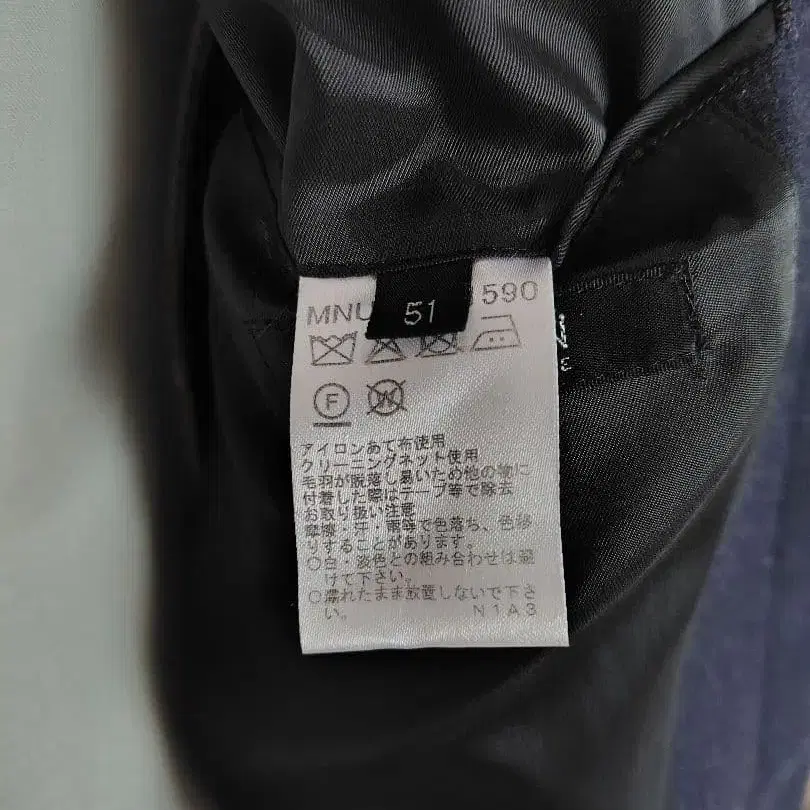 MNU 590
51
F
W
アイロンあて布使用
クリーニングネット使用
毛羽が脱落し易いため他の物に
付着した際はテープ等で除去
お取り扱い注意
摩擦・汗・雨等で色落ち、色移
りすることがあります。
○白・淡色との組み合わせは避
けて下さい。
○濡れたまま放置しないで下さ
い。 N1A3